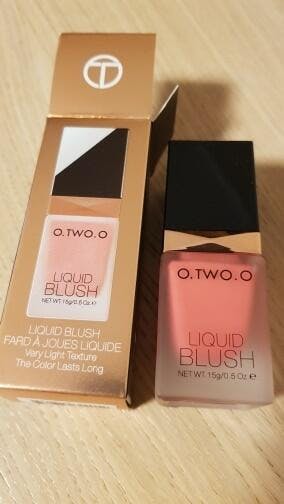 O.TWO.O
LIQUID
BLUSH
NET WT 15g/0.5 Oz e
LIQUID BLUSH
FARD À JOUES LIQUIDE
Very Light Texture
The Color Lasts Long
O.TWO.O
LIQUID
BLUSH
NET WT. 15g/0.5 Oz e